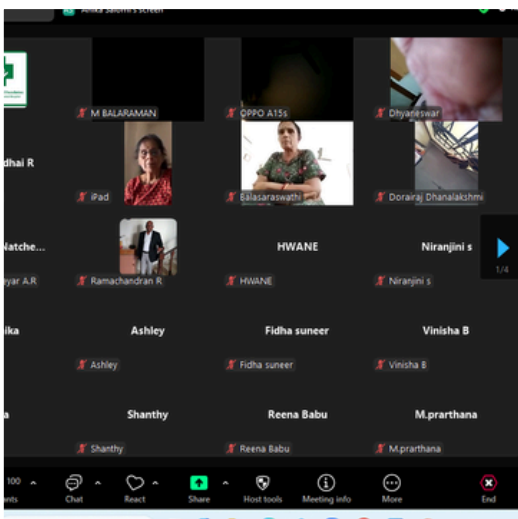 Anika Salomi's screen
M BALARAMAN
OPPO A15s
Dhyaneswar
dhai R
iPad
Balasaraswathi
Dorairaj Dhanalakshmi
Natche...
HWANE
Niranjini s
eyar A.R
Ramachandran R
HWANE
Niranjini s
1/4
ika
Ashley
Fidha suneer
Vinisha B
Ashley
Fidha suneer
Vinisha B
a
Shanthy
Reena Babu
M.prarthana
Shanthy
Reena Babu
M.prarthana
100
ants
Chat
React
Share
Host tools
Meeting info
More
End